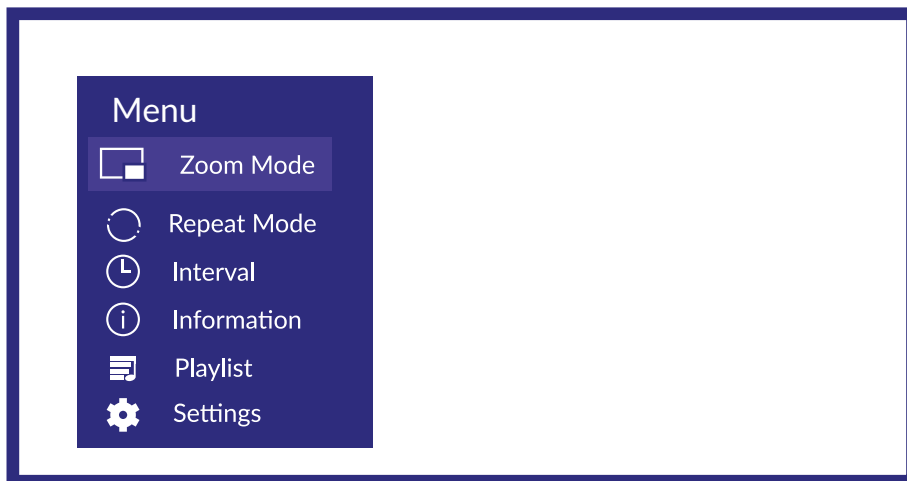 Menu
Zoom Mode
Repeat Mode
Interval
Information
Playlist
Settings